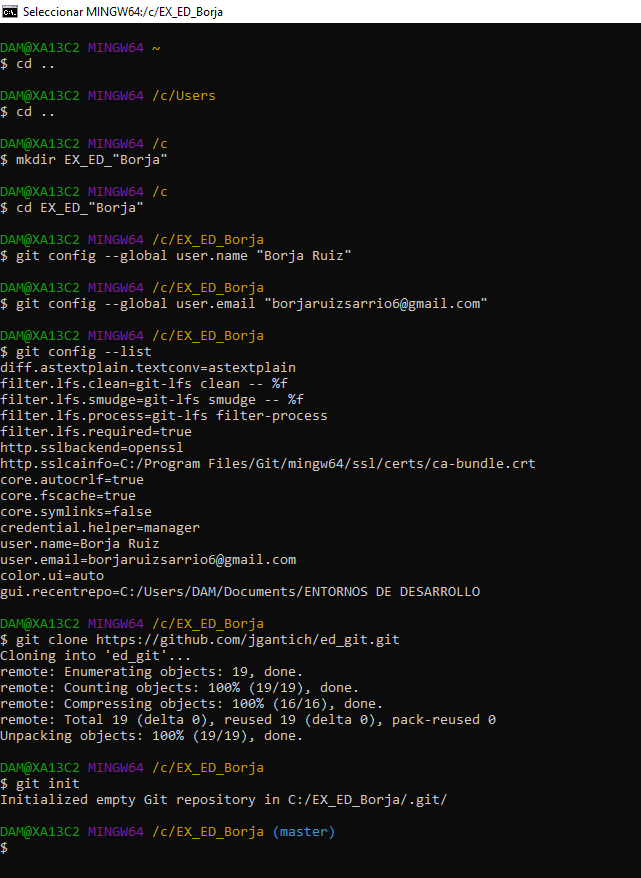 Seleccionar MINGW64:/c/EX_ED_Borja
DAM@XA13C2 MINGW64 ~
$ cd ..
DAM@XA13C2 MINGW64 /c/Users
$ cd ..
DAM@XA13C2 MINGW64 /c
$ mkdir EX_ED_"Borja"
DAM@XA13C2 MINGW64 /c
$ cd EX_ED_"Borja"
DAM@XA13C2 MINGW64 /c/EX_ED_Borja
$ git config --global user.name "Borja Ruiz"
DAM@XA13C2 MINGW64 /c/EX_ED_Borja
$ git config --global user.email "borjaruizsarrio6@gmail.com"
DAM@XA13C2 MINGW64 /c/EX_ED_Borja
$ git config --list
diff.astextplain.textconv=astextplain
filter.lfs.clean=git-lfs clean -- %f
filter.lfs.smudge=git-lfs smudge -- %f
filter.lfs.process=git-lfs filter-process
filter.lfs.required=true
http.sslbackend=openssl
http.sslcainfo=C:/Program Files/Git/mingw64/ssl/certs/ca-bundle.crt
core.autocrlf=true
core.fscache=true
core.symlinks=false
credential.helper=manager
user.name=Borja Ruiz
user.email=borjaruizsarrio6@gmail.com
color.ui=auto
gui.recentrepo=C:/Users/DAM/Documents/ENTORNOS DE DESARROLLO
DAM@XA13C2 MINGW64 /c/EX_ED_Borja
$ git clone https://github.com/jgantich/ed_git.git
Cloning into 'ed_git'...
remote: Enumerating objects: 19, done.
remote: Counting objects: 100% (19/19), done.
remote: Compressing objects: 100% (16/16), done.
remote: Total 19 (delta 0), reused 19 (delta 0), pack-reused 0
Unpacking objects: 100% (19/19), done.
DAM@XA13C2 MINGW64 /c/EX_ED_Borja
$ git init
Initialized empty Git repository in C:/EX_ED_Borja/.git/
DAM@XA13C2 MINGW64 /c/EX_ED_Borja (master)
$